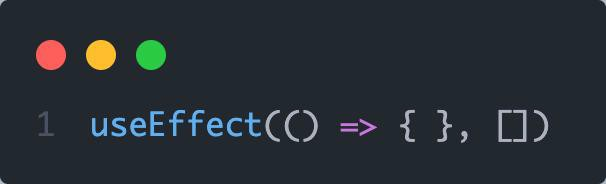 1 useEffect(() => { }, [])